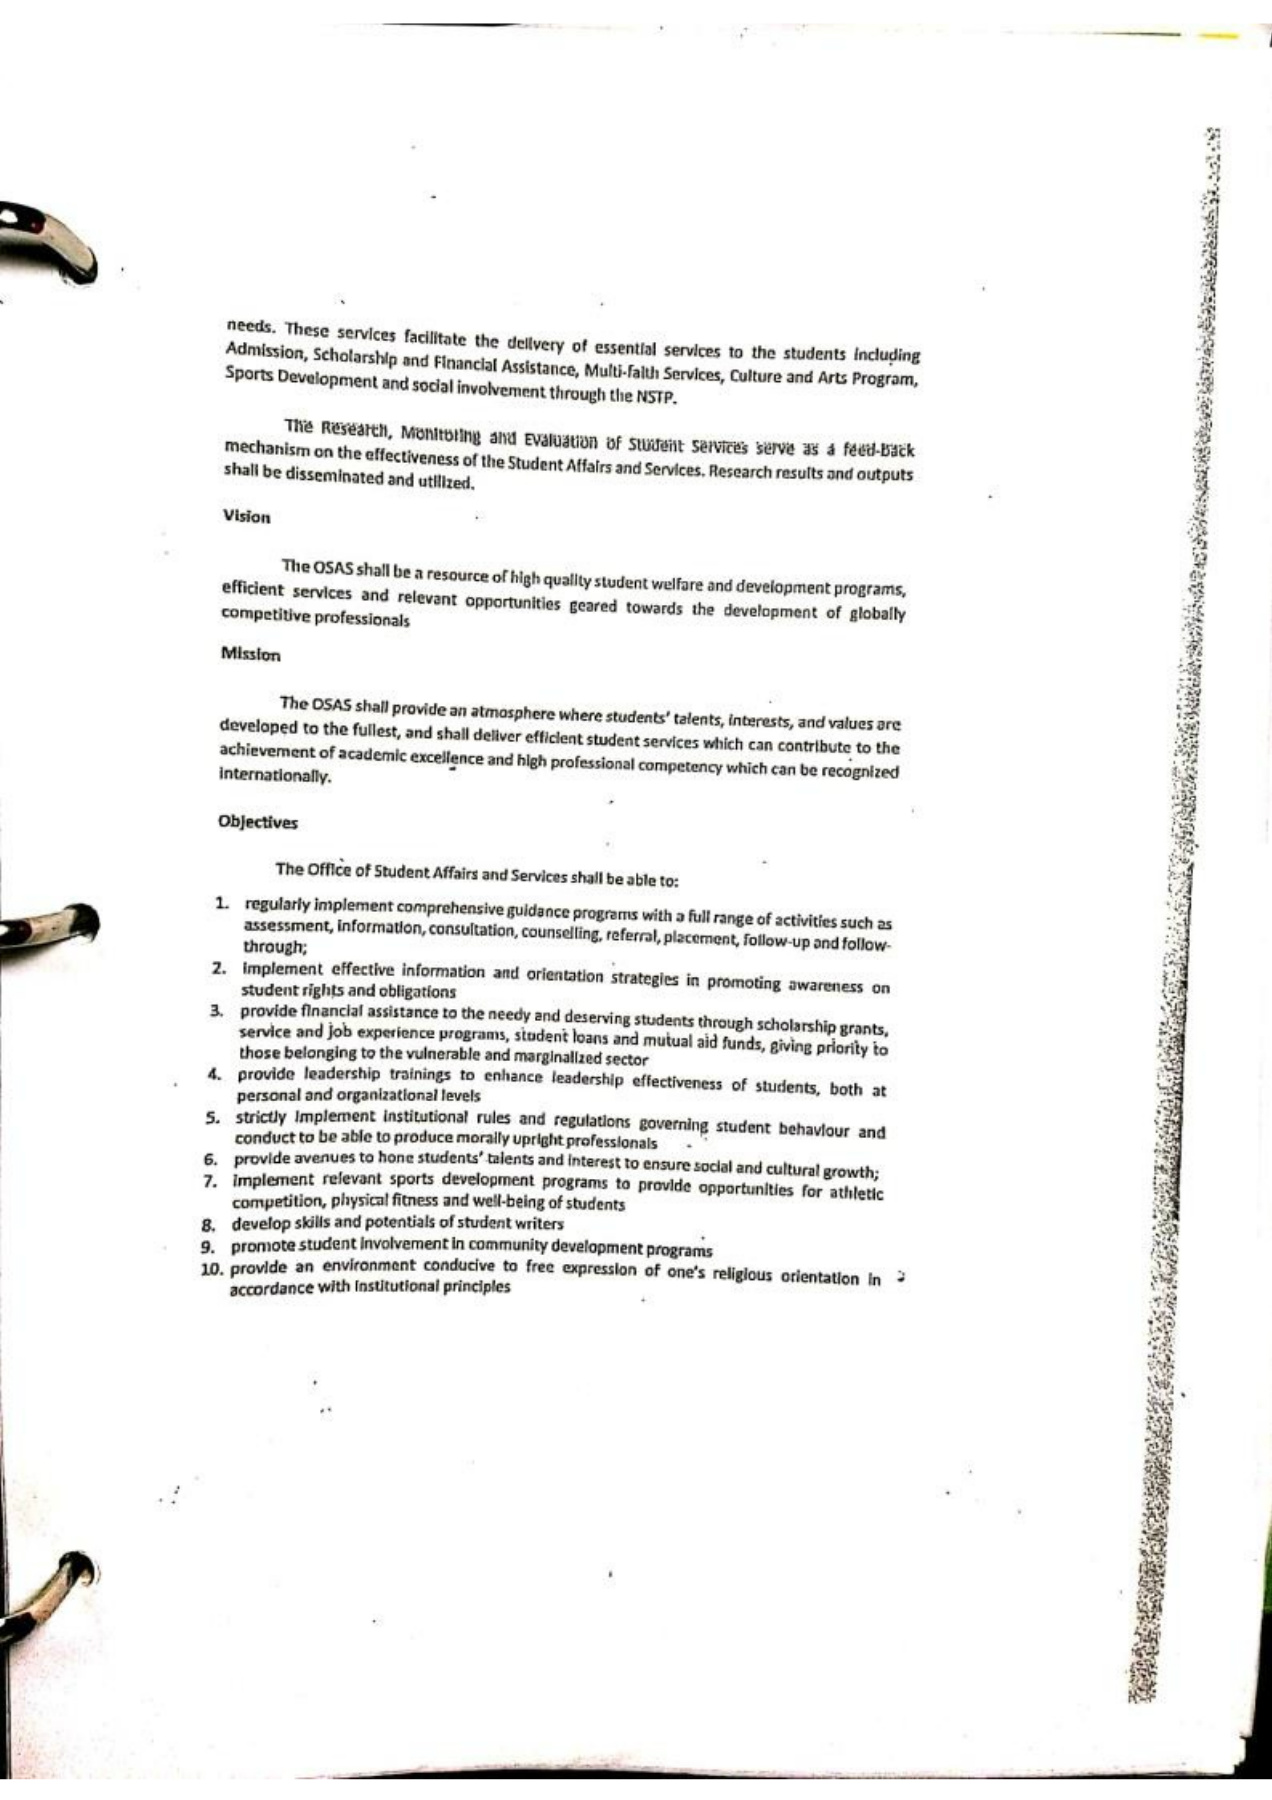 needs. These services facilitate the delivery of essential services to the students including
Admission, Scholarship and Financial Assistance, Multi-faith Services, Culture and Arts Program,
Sports Development and social involvement through the NSTP.
The Research, Monitoring and Evaluation of Student Services serve as a feed-back
mechanism on the effectiveness of the Student Affairs and Services. Research results and outputs
shall be disseminated and utilized.
Vision
The OSAS shall be a resource of high quality student welfare and development programs,
efficient services and relevant opportunities geared towards the development of globally
competitive professionals
Mission
The OSAS shall provide an atmosphere where students' talents, interests, and values are
developed to the fullest, and shall deliver efficient student services which can contribute to the
achievement of academic excellence and high professional competency which can be recognized
internationally.
Objectives
The Office of Student Affairs and Services shall be able to:
1. regularly implement comprehensive guidance programs with a full range of activities such as
assessment, information, consultation, counselling, referral, placement, follow-up and follow-
through;
2. implement effective information and orientation strategies in promoting awareness on
student rights and obligations
3. provide financial assistance to the needy and deserving students through scholarship grants,
service and job experience programs, student loans and mutual aid funds, giving priority to
those belonging to the vulnerable and marginalized sector
4. provide leadership trainings to enhance leadership effectiveness of students, both at
personal and organizational levels
5. strictly implement institutional rules and regulations governing student behaviour and
conduct to be able to produce morally upright professionals
6. provide avenues to hone students' talents and interest to ensure social and cultural growth;
7. implement relevant sports development programs to provide opportunities for athletic
competition, physical fitness and well-being of students
8. develop skills and potentials of student writers
9. promote student involvement in community development programs
10. provide an environment conducive to free expression of one's religious orientation in
accordance with institutional principles